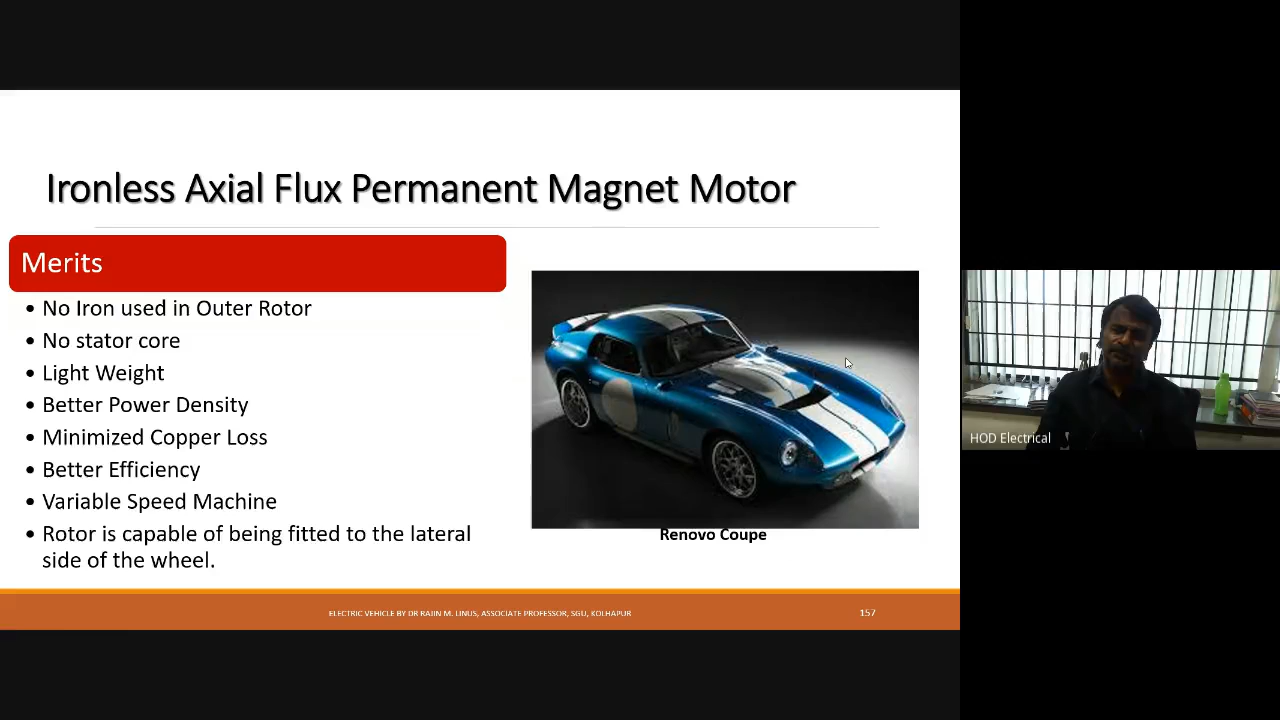 Ironless Axial Flux Permanent Magnet Motor
Merits
• No Iron used in Outer Rotor
• No stator core
• Light Weight
• Better Power Density
• Minimized Copper Loss
• Better Efficiency
• Variable Speed Machine
• Rotor is capable of being fitted to the lateral
side of the wheel.
Renovo Coupe
ELECTRIC VEHICLE BY DR RAJIN M. LINUS, ASSOCIATE PROFESSOR, SGU, KOLHAPUR
157
HOD Electrical